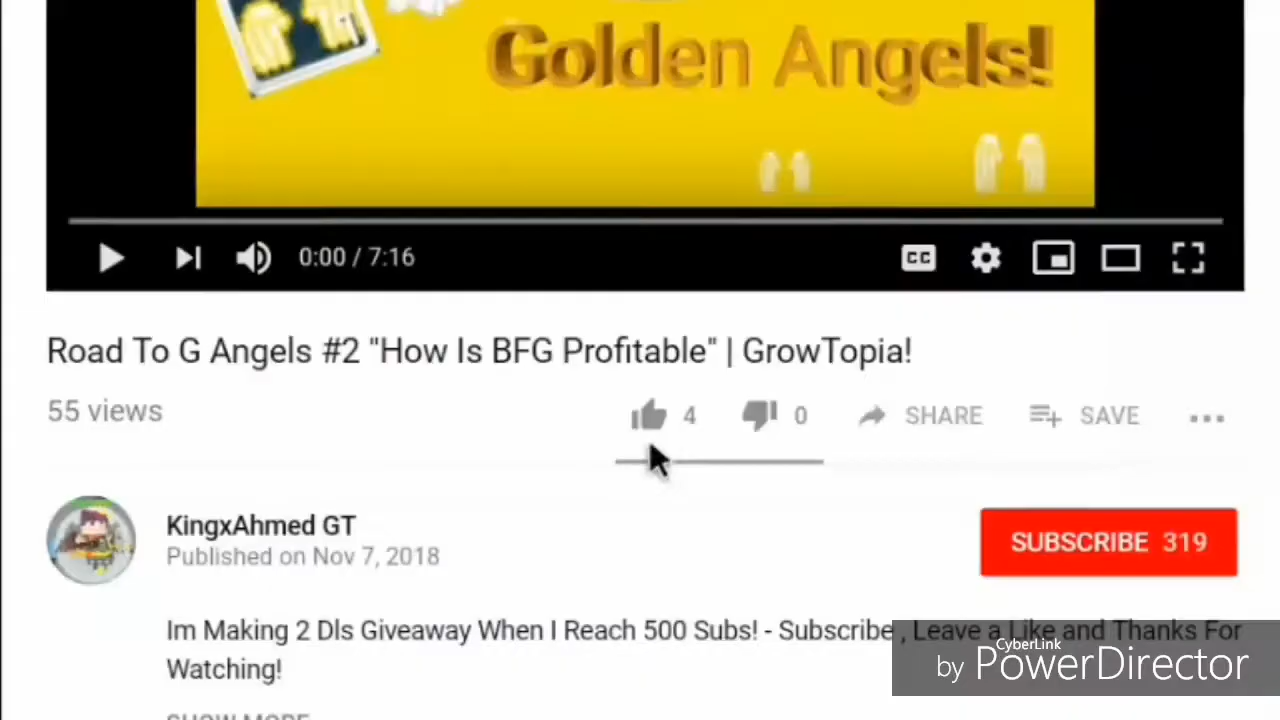 Golden Angels!
0:00 / 7:16
CC
Road To G Angels #2 "How Is BFG Profitable" | GrowTopia!
55 views
4 0 SHARE SAVE
KingxAhmed GT
Published on Nov 7, 2018
SUBSCRIBE 319
Im Making 2 Dls Giveaway When I Reach 500 Subs! - Subscribe , Leave a Like and Thanks For
Watching!
CyberLink
by PowerDirector
SHOW MORE